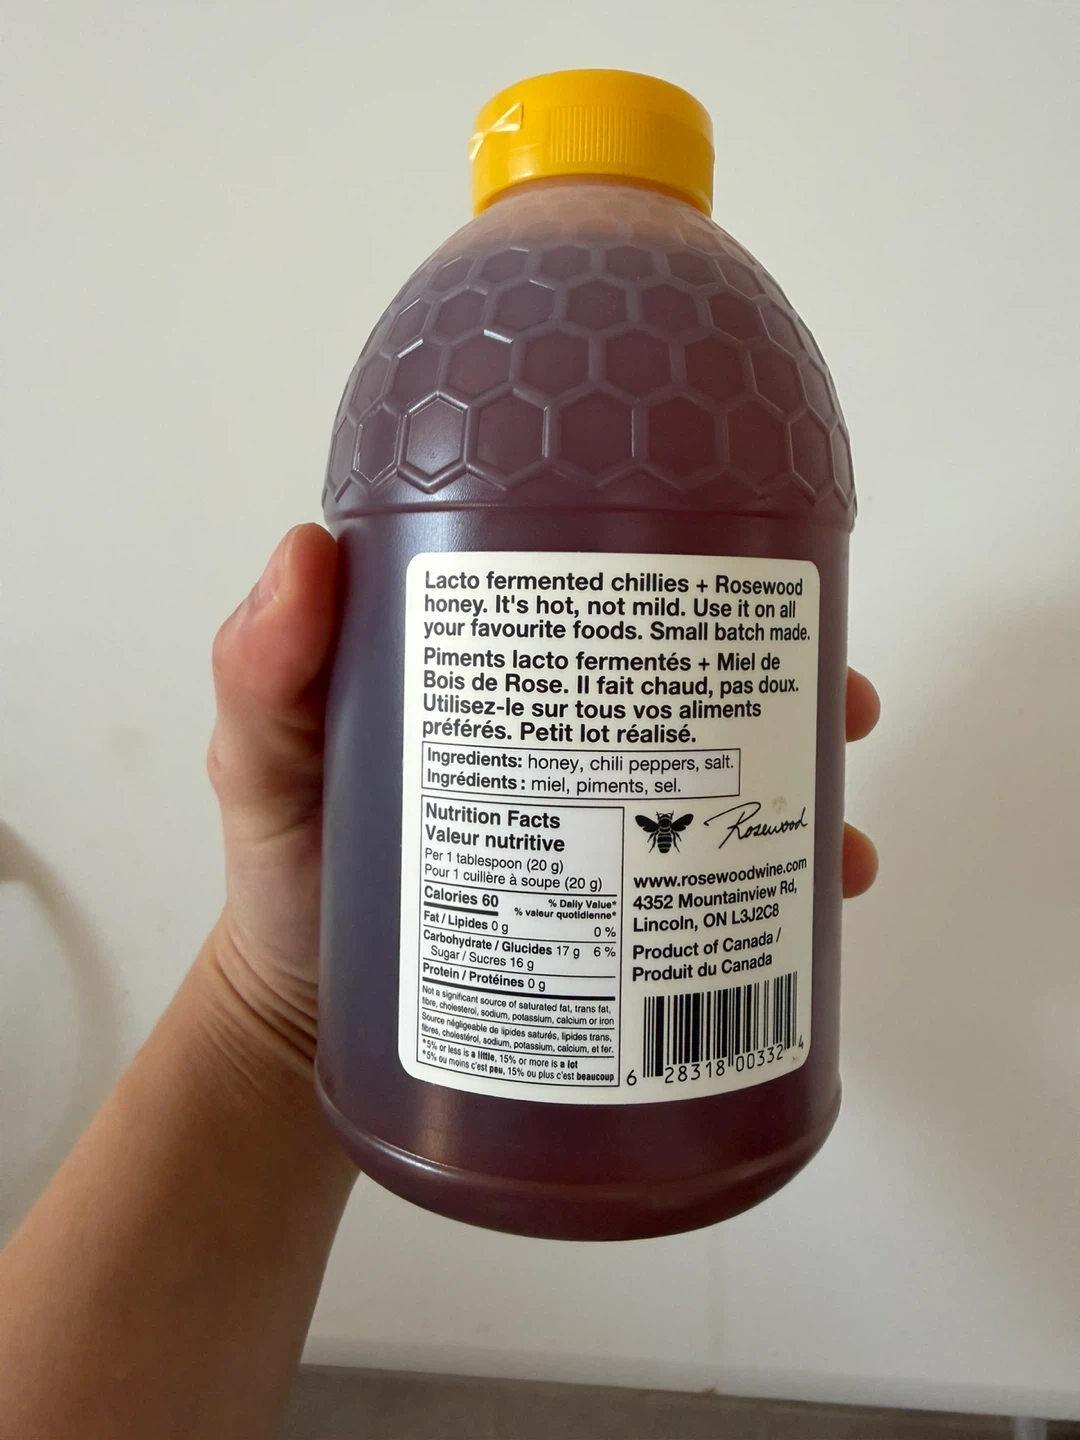 Lacto fermented chillies + Rosewood
honey. It's hot, not mild. Use it on all
your favourite foods. Small batch made.
Piments lacto fermentés + Miel de
Bois de Rose. Il fait chaud, pas doux.
Utilisez-le sur tous vos aliments
préférés. Petit lot réalisé.
Ingredients: honey, chili peppers, salt.
Ingrédients : miel, piments, sel.
Nutrition Facts
Valeur nutritive
Per 1 tablespoon (20 g)
Pour 1 cuillère à soupe (20 g)
Calories 60
% Daily Value*
% valeur quotidienne*
Fat / Lipides 0 g 0 %
Carbohydrate / Glucides 17 g 6 %
Sugar / Sucres 16 g
Protein / Protéines 0 g
Not a significant source of saturated fat, trans fat,
fibre, cholesterol, sodium, potassium, calcium or iron
Source négligeable de lipides saturés, lipides trans,
fibres, cholestérol, sodium, potassium, calcium, et fer.
*5% or less is a little, 15% or more is a lot
*5% ou moins c'est peu, 15% ou plus c'est beaucoup
Rosewood
www.rosewoodwine.com
4352 Mountainview Rd,
Lincoln, ON L3J2C8
Product of Canada /
Produit du Canada
6 28318 00332 4